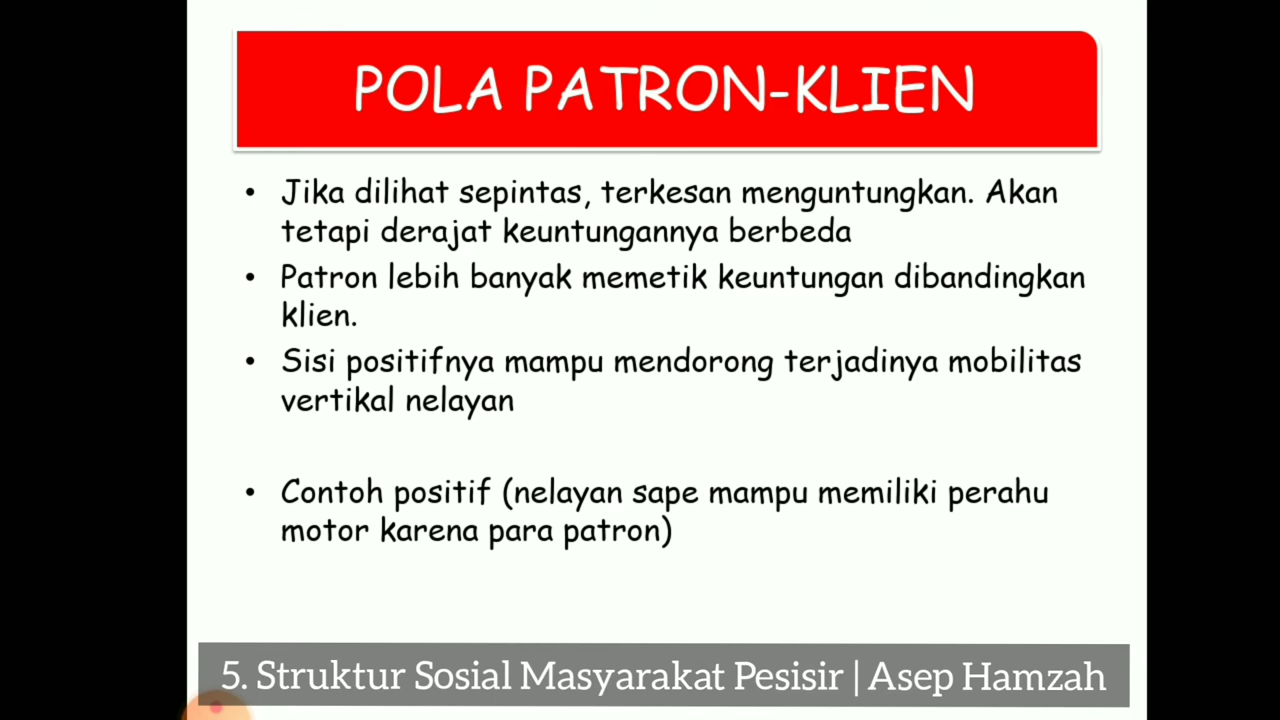 POLA PATRON-KLIEN
• Jika dilihat sepintas, terkesan menguntungkan. Akan
tetapi derajat keuntungannya berbeda
• Patron lebih banyak memetik keuntungan dibandingkan
klien.
• Sisi positifnya mampu mendorong terjadinya mobilitas
vertikal nelayan
• Contoh positif (nelayan sape mampu memiliki perahu
motor karena para patron)
5. Struktur Sosial Masyarakat Pesisir | Asep Hamzah